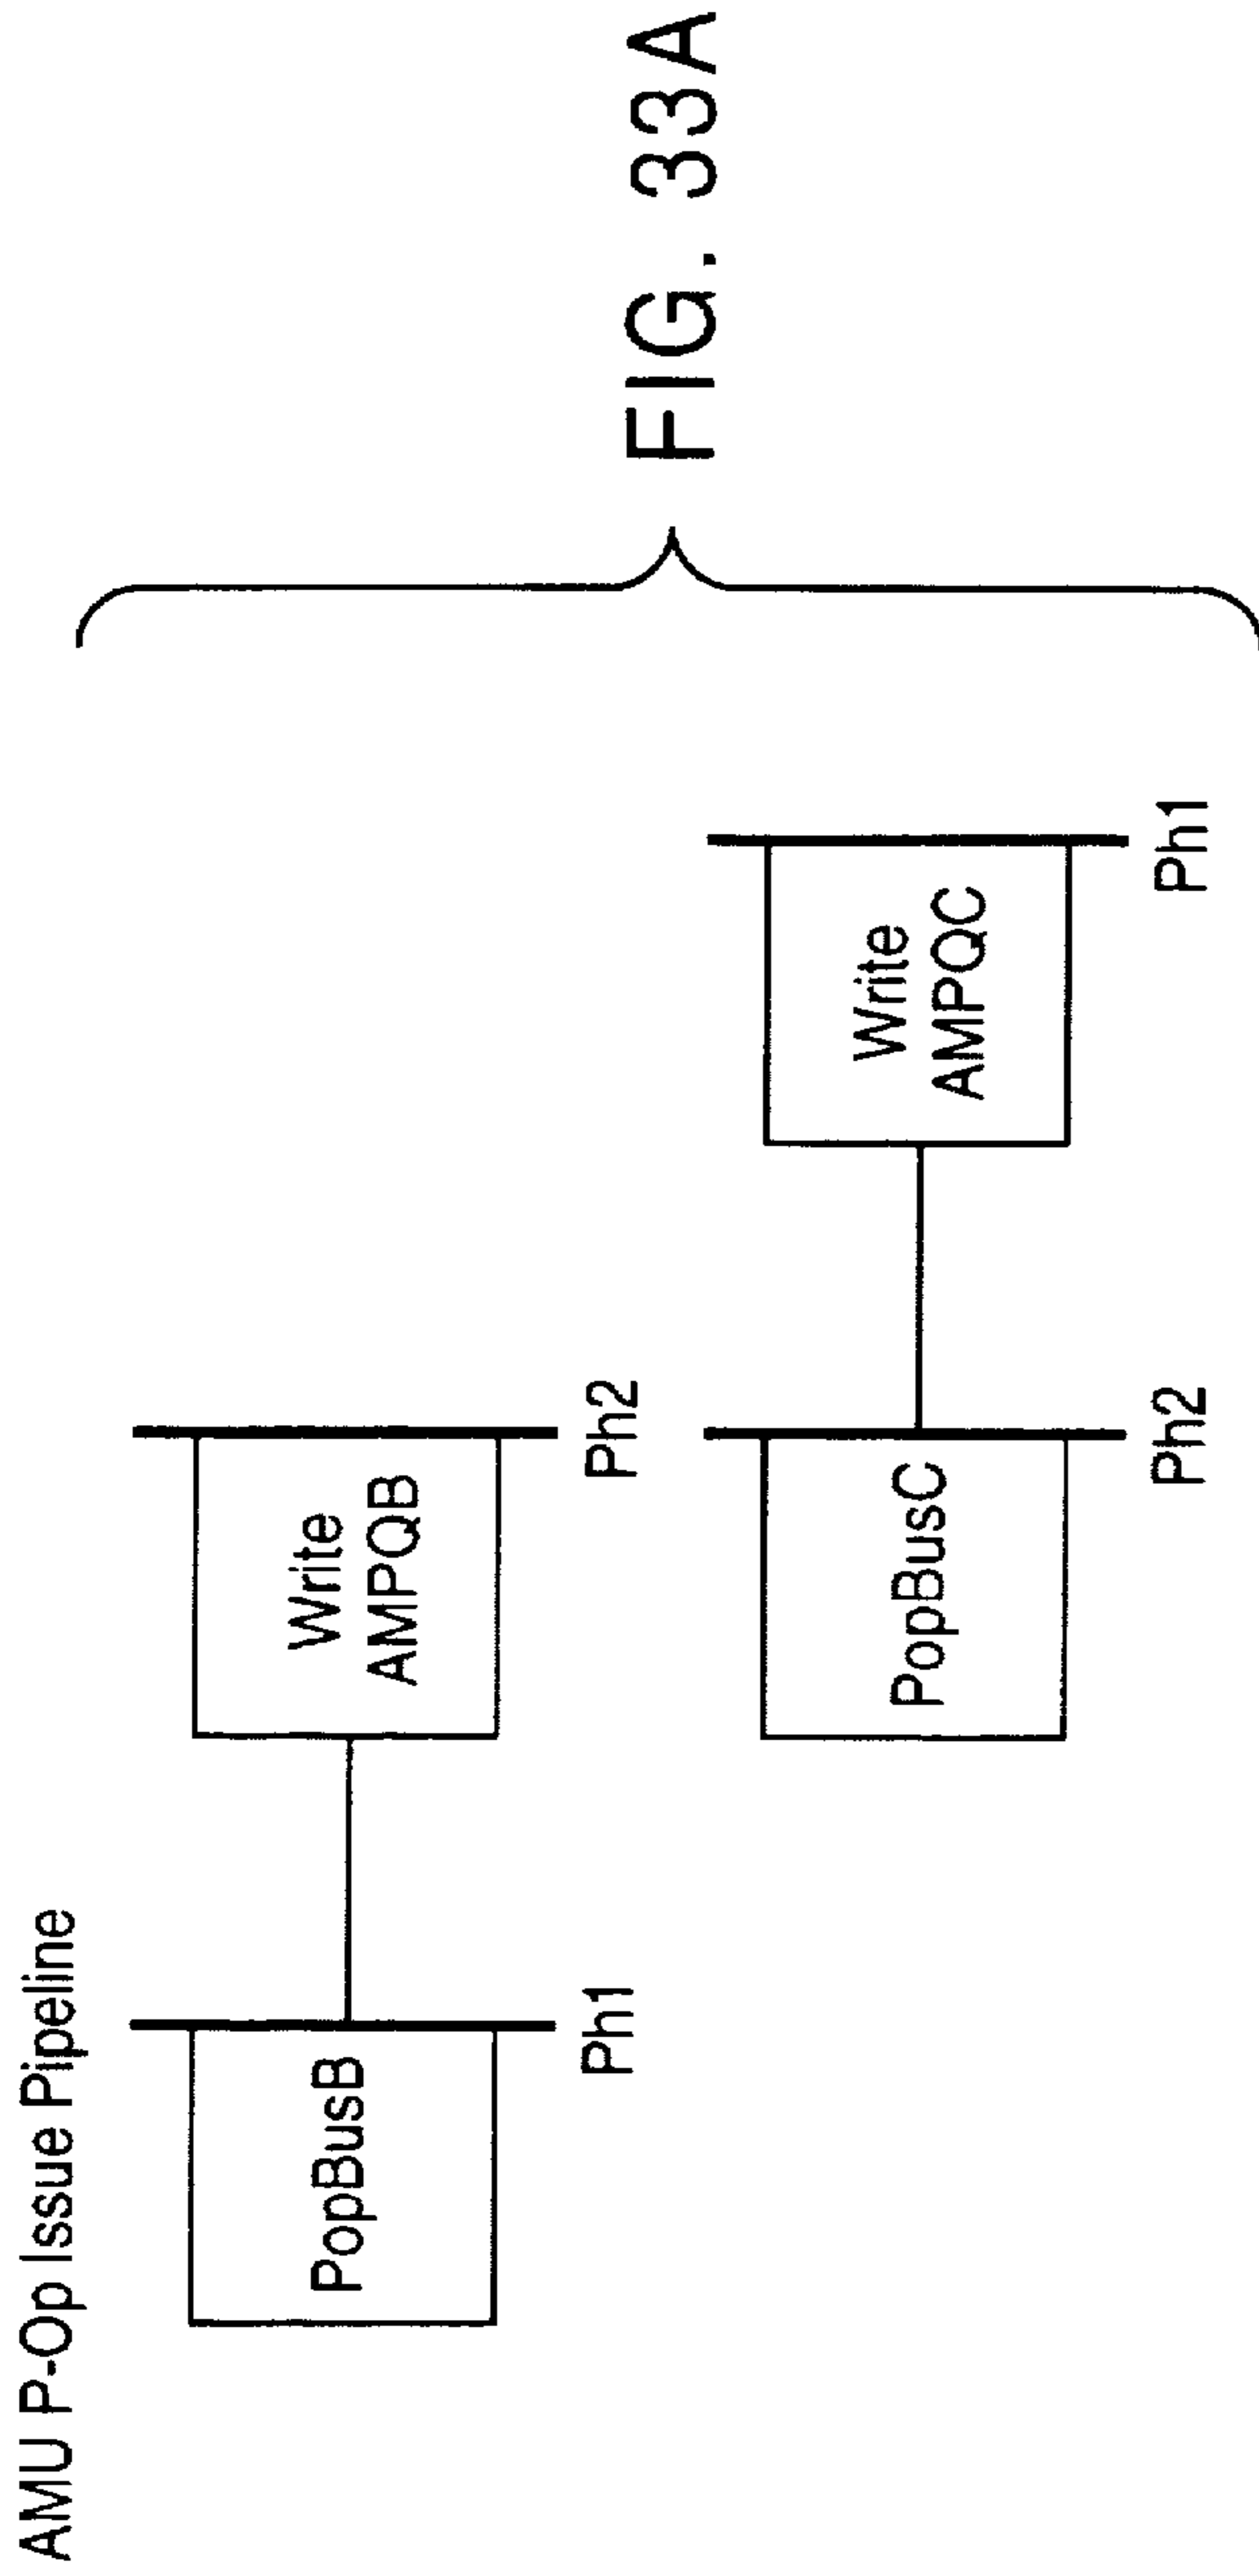 AMU P-Op Issue Pipeline
PopBusB
Ph1
Write
AMPQB
Ph2
PopBusC
Ph2
Write
AMPQC
Ph1
FIG. 33A